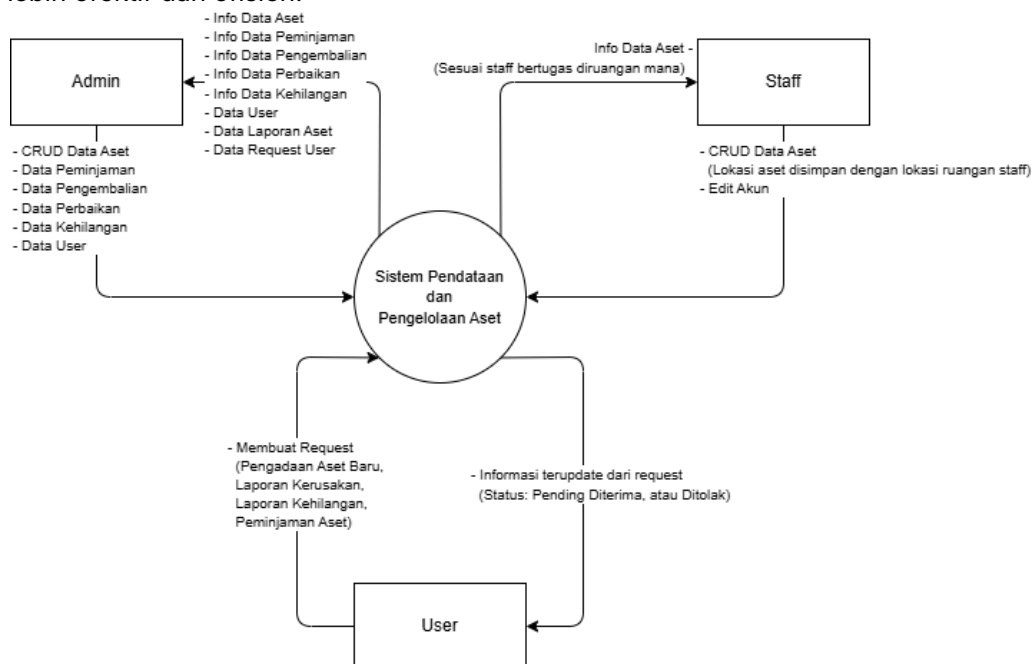 lebih efektif dan efisien.
- Info Data Aset
- Info Data Peminjaman
- Info Data Pengembalian
- Info Data Perbaikan
- Info Data Kehilangan
- Data User
- Data Laporan Aset
- Data Request User
Admin
Info Data Aset -
(Sesuai staff bertugas diruangan mana)
Staff
- CRUD Data Aset
- Data Peminjaman
- Data Pengembalian
- Data Perbaikan
- Data Kehilangan
- Data User
- CRUD Data Aset
(Lokasi aset disimpan dengan lokasi ruangan staff)
- Edit Akun
Sistem Pendataan
dan
Pengelolaan Aset
- Membuat Request
(Pengadaan Aset Baru,
Laporan Kerusakan,
Laporan Kehilangan,
Peminjaman Aset)
- Informasi terupdate dari request
(Status: Pending Diterima, atau Ditolak)
User